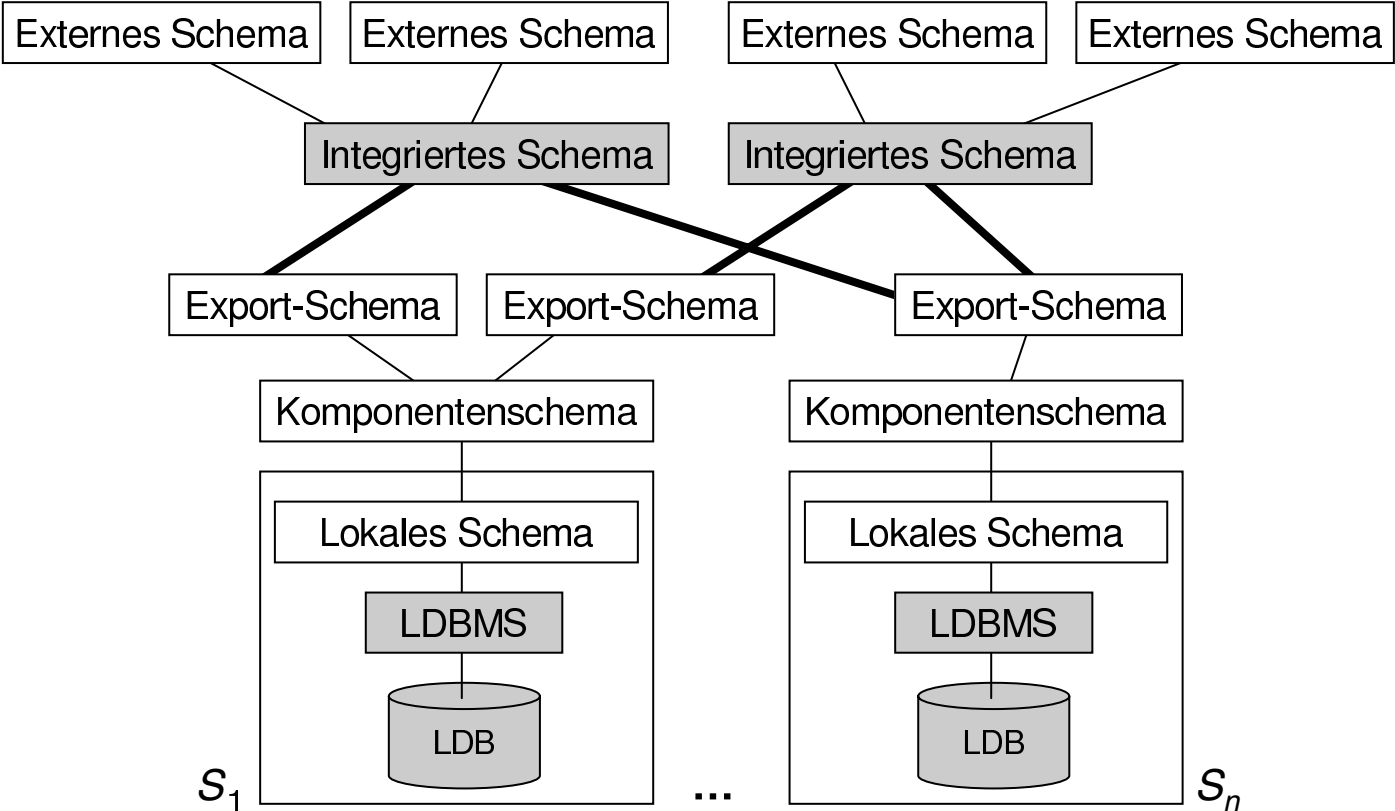 Externes Schema Externes Schema Externes Schema Externes Schema
Integriertes Schema Integriertes Schema
Export-Schema Export-Schema Export-Schema
Komponentenschema Komponentenschema
Lokales Schema Lokales Schema
LDBMS LDBMS
LDB LDB
S1 ... Sn